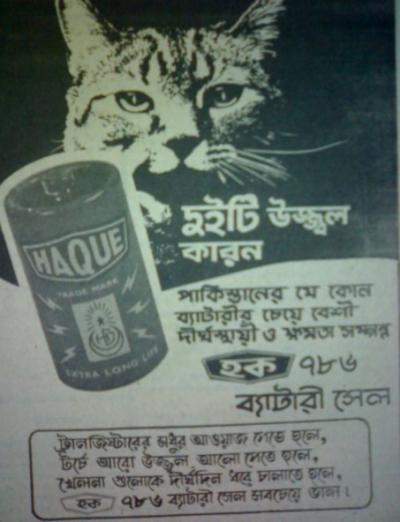 HAQUE
TRADE MARK
EXTRA LONG LIFE
দুইটি উজ্জ্বল
কারন
পাকিস্তানের যে কোন
ব্যাটারীর চেয়ে বেশী
দীর্ঘস্থায়ী ও ক্ষমতা সম্পন্ন
হক ৭৮৬
ব্যাটারী সেল
ট্রানজিস্টারের মধুর আওয়াজ পেতে হলে,
টর্চে আরো উজ্জ্বল আলো পেতে হলে,
খেলনা গুলোকে দীর্ঘদিন ধরে চালাতে হলে,
হক ৭৮৬ ব্যাটারী সেল সবচেয়ে ভাল।